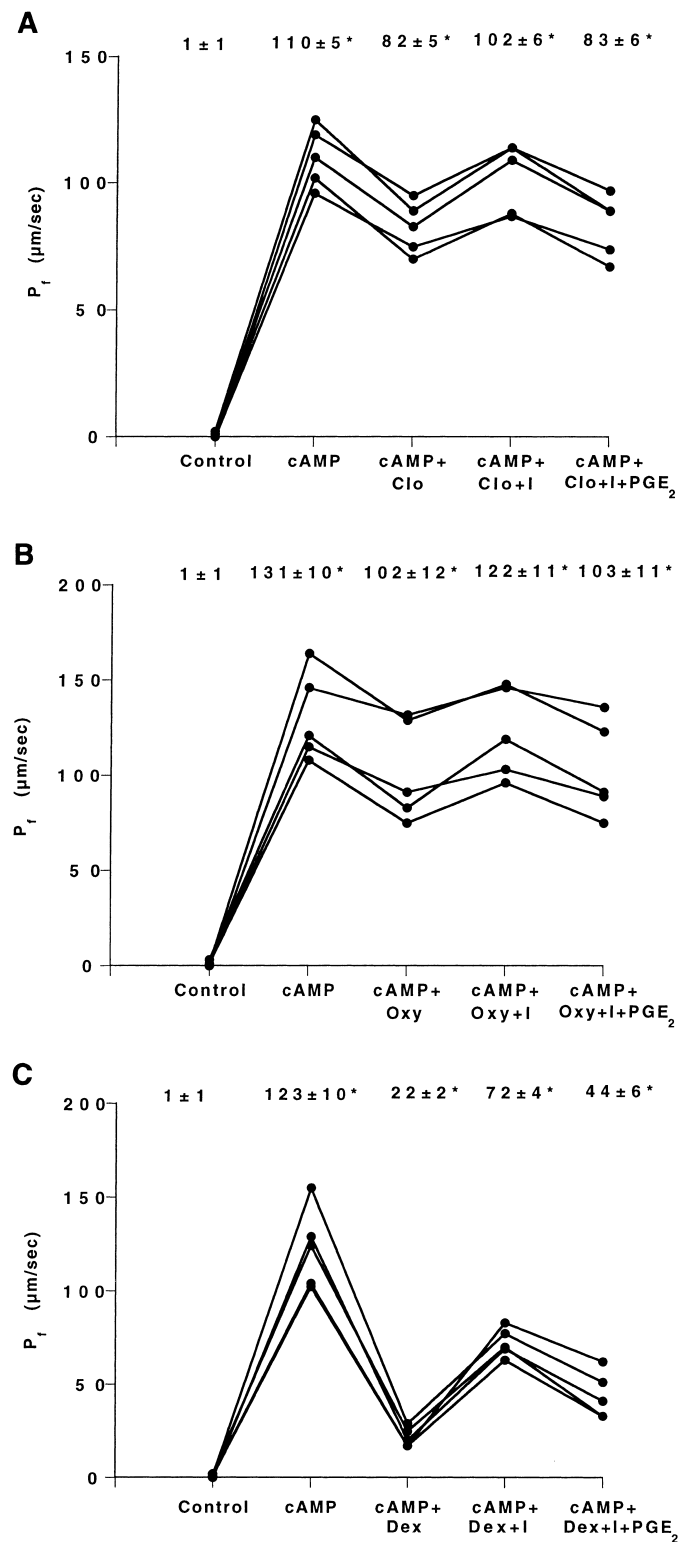 A
1 ± 1 110±5 * 82±5 * 102±6 * 83±6 *
150
100
50
0
Pf (µm/sec)
Control cAMP cAMP+ cAMP+ cAMP+
Clo Clo+I Clo+I+PGE2
B
1 ± 1 131±10 * 102±12 * 122±11 * 103±11 *
200
150
100
50
0
Pf (µm/sec)
Control cAMP cAMP+ cAMP+ cAMP+
Oxy Oxy+I Oxy+I+PGE2
C
1 ± 1 123±10 * 22±2 * 72±4 * 44±6 *
200
150
100
50
0
Pf (µm/sec)
Control cAMP cAMP+ cAMP+ cAMP+
Dex Dex+I Dex+I+PGE2